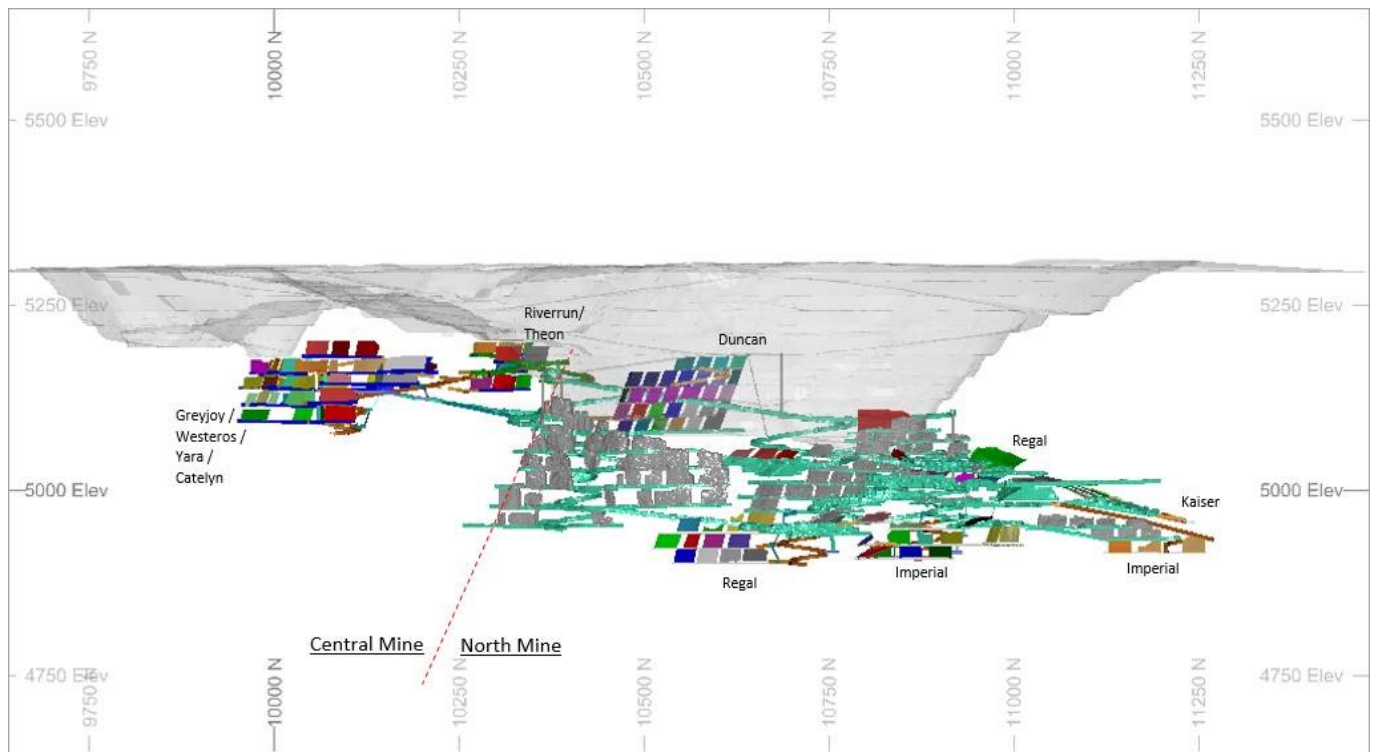 9750 N
10000 N
10250 N
10500 N
10750 N
11000 N
11250 N
5500 Elev
5500 Elev
5250 Elev
5250 Elev
Riverrun/
Theon
Duncan
Greyjoy /
Westeros /
Yara /
Catelyn
Regal
5000 Elev
5000 Elev
Kaiser
Regal
Imperial
Imperial
Central Mine
North Mine
4750 Elev
4750 Elev
9750 N
10000 N
10250 N
10500 N
10750 N
11000 N
11250 N